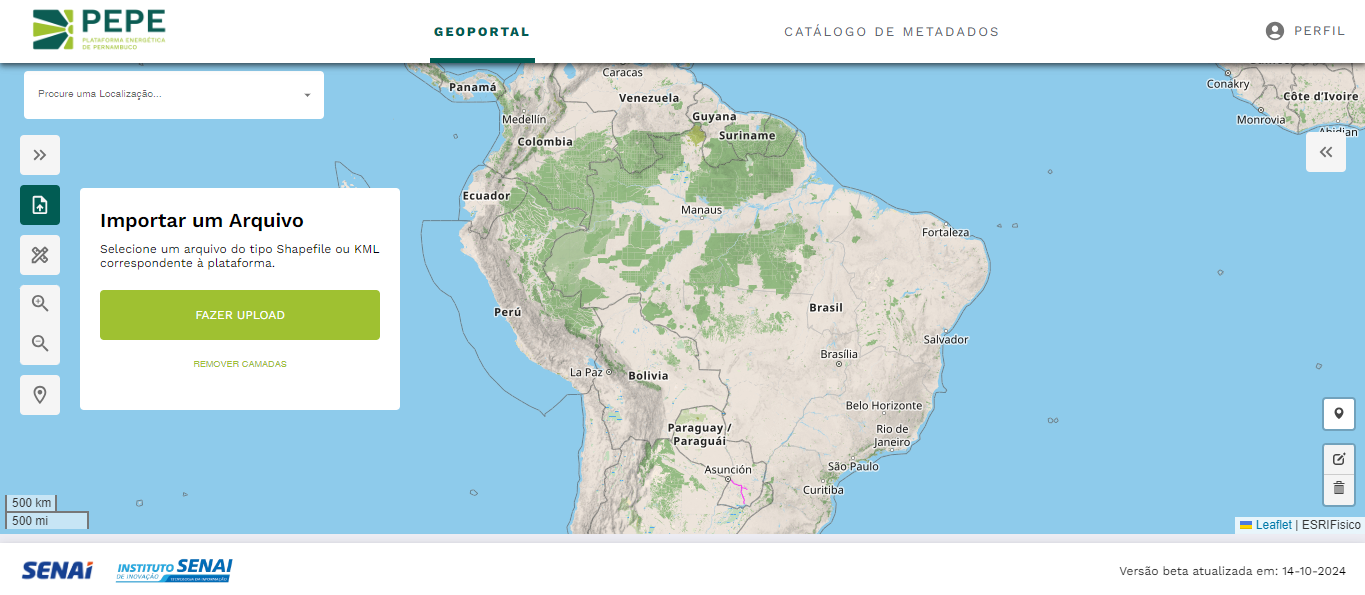 PEPE
PLATAFORMA ENERGÉTICA
DE PERNAMBUCO
GEOPORTAL
CATÁLOGO DE METADADOS
PERFIL
Procure uma Localização...
Importar um Arquivo
Selecione um arquivo do tipo Shapefile ou KML
correspondente à plataforma.
FAZER UPLOAD
REMOVER CAMADAS
Caracas
Panamá
Venezuela
Medellín
Guyana
Colombia
Suriname
Conakry
Côte d'Ivoire
Monrovia
Abidjan
Ecuador
Manaus
Fortaleza
Perú
Brasil
Salvador
Brasília
La Paz
Bolivia
Belo Horizonte
Paraguay /
Paraguái
Rio de
Janeiro
Asunción
São Paulo
Curitiba
500 km
500 mi
Leaflet | ESRIFisico
SENAI
INSTITUTO SENAI
DE INOVAÇÃO
TECNOLOGIA DA INFORMAÇÃO
Versão beta atualizada em: 14-10-2024